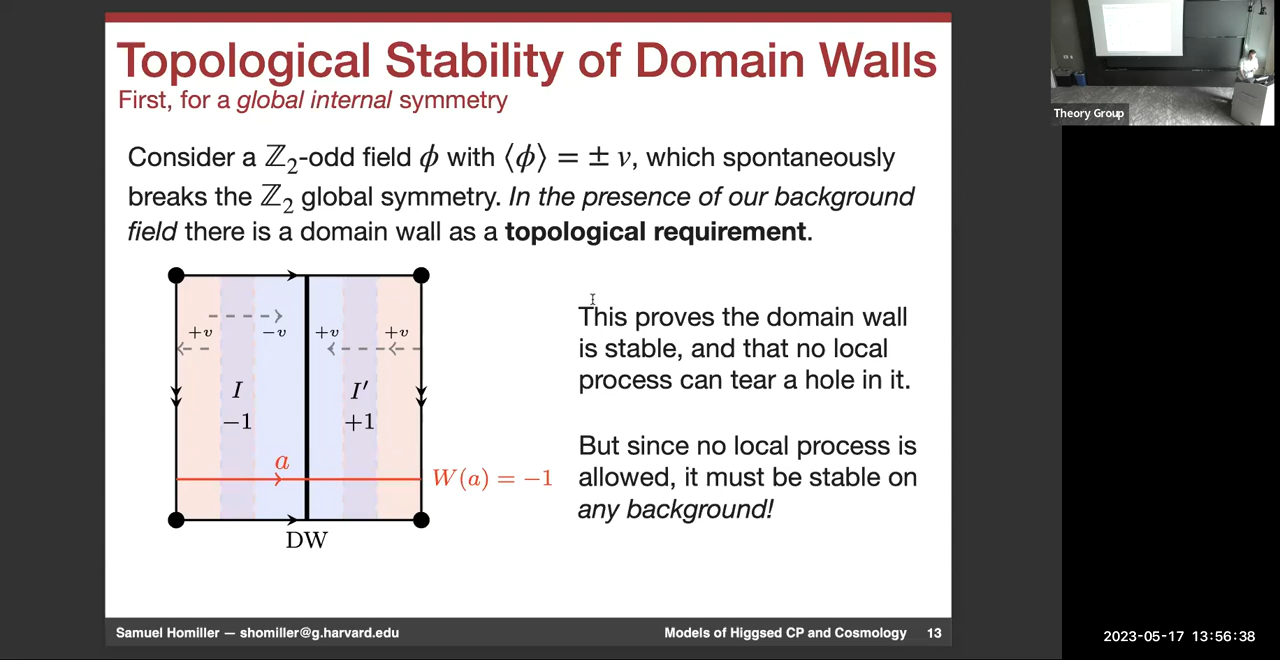 Topological Stability of Domain Walls
First, for a global internal symmetry
Consider a ℤ₂-odd field ϕ with ⟨ϕ⟩ = ± v, which spontaneously
breaks the ℤ₂ global symmetry. In the presence of our background
field there is a domain wall as a topological requirement.
+v −v +v +v
I I′
−1 +1
a
W(a) = −1
DW
This proves the domain wall
is stable, and that no local
process can tear a hole in it.
But since no local process is
allowed, it must be stable on
any background!
Samuel Homiller — shomiller@g.harvard.edu
Models of Higgsed CP and Cosmology 13
Theory Group
2023-05-17 13:56:38